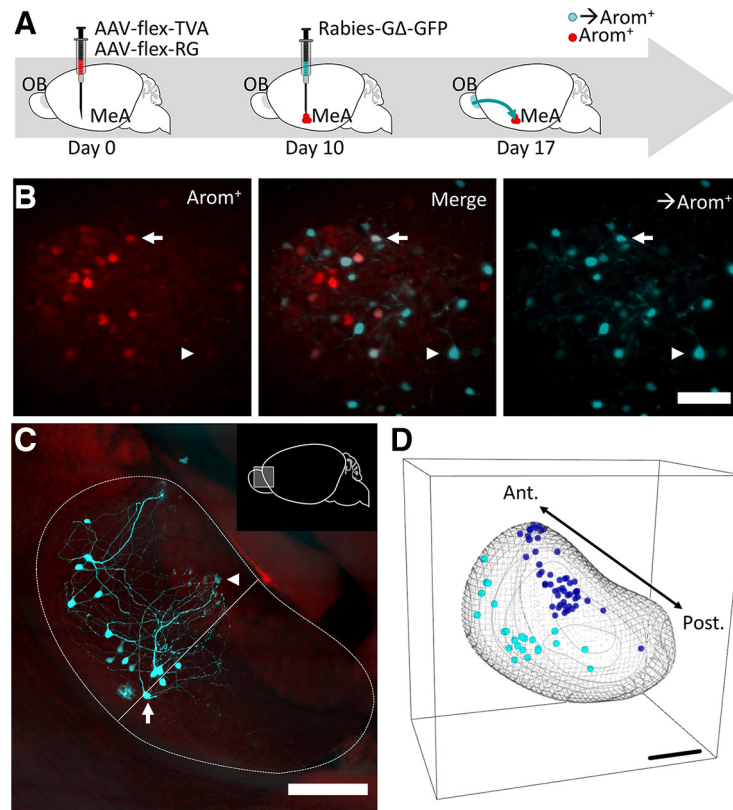 A
AAV-flex-TVA
AAV-flex-RG
Rabies-GΔ-GFP
→Arom⁺
Arom⁺
OB
MeA
OB
MeA
OB
MeA
Day 0
Day 10
Day 17
B
Arom⁺
Merge
→Arom⁺
C
D
Ant.
Post.